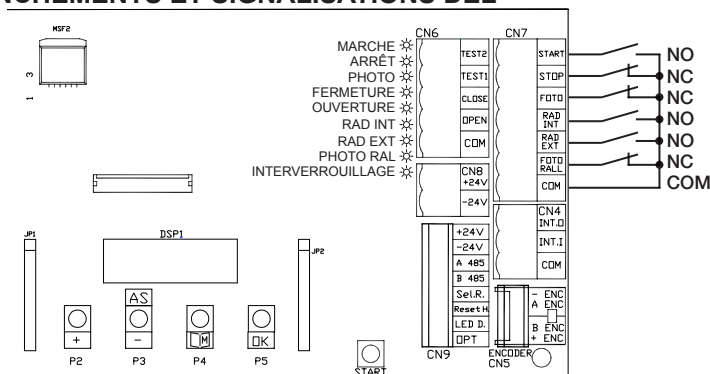 NCHEMENTS ET SIGNALISATIONS DEL
MSF2
3
1
MARCHE
ARRÊT
PHOTO
FERMETURE
OUVERTURE
RAD INT
RAD EXT
PHOTO RAL
INTERVERROUILLAGE
CN6
TEST2
TEST1
CLOSE
OPEN
COM
CN8
+24V
-24V
+24V
-24V
A 485
B 485
Sel.R.
Reset H.
LED D.
OPT
CN9
CN7
START
STOP
FOTO
RAD INT
RAD EXT
FOTO RALL
COM
CN4
INT.O
INT.I
COM
- ENC
A ENC
B ENC
+ ENC
ENCODER
CN5
NO
NC
NC
NO
NO
NC
COM
JP1
DSP1
JP2
AS
+
-
M
OK
P2
P3
P4
P5
START